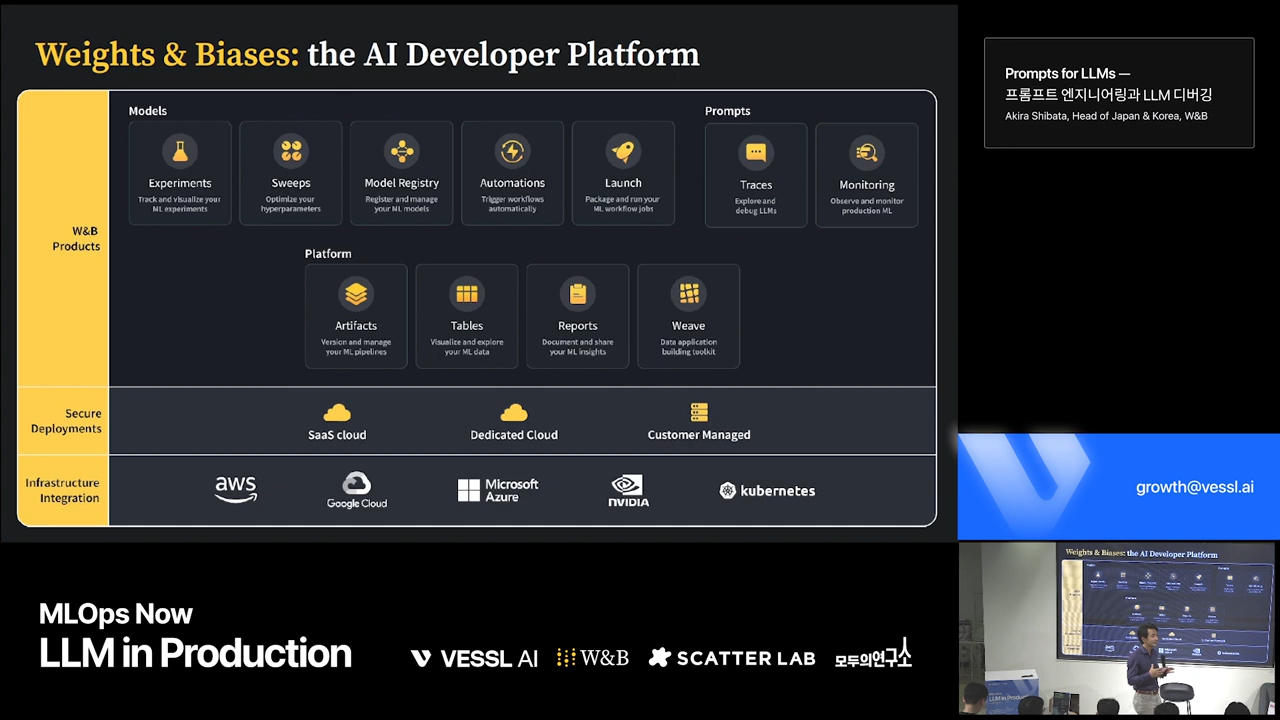 Weights & Biases: the AI Developer Platform
W&B
Products
Models
Experiments
Track and visualize your
ML experiments
Sweeps
Optimize your
hyperparameters
Model Registry
Register and manage
your ML models
Automations
Trigger workflows
automatically
Launch
Package and run your
ML workflow jobs
Prompts
Traces
Explore and
debug LLMs
Monitoring
Observe and monitor
production ML
Platform
Artifacts
Version and manage
your ML pipelines
Tables
Visualize and explore
your ML data
Reports
Document and share
your ML insights
Weave
Data application
building toolkit
Secure
Deployments
SaaS cloud
Dedicated Cloud
Customer Managed
Infrastructure
Integration
aws
Google Cloud
Microsoft
Azure
NVIDIA
kubernetes
Prompts for LLMs —
프롬프트 엔지니어링과 LLM 디버깅
Akira Shibata, Head of Japan & Korea, W&B
growth@vessl.ai
Weights & Biases: the AI Developer Platform
LLM in Production
MLOps Now
LLM in Production
VESSL AI
W&B
SCATTER LAB
모두의연구소